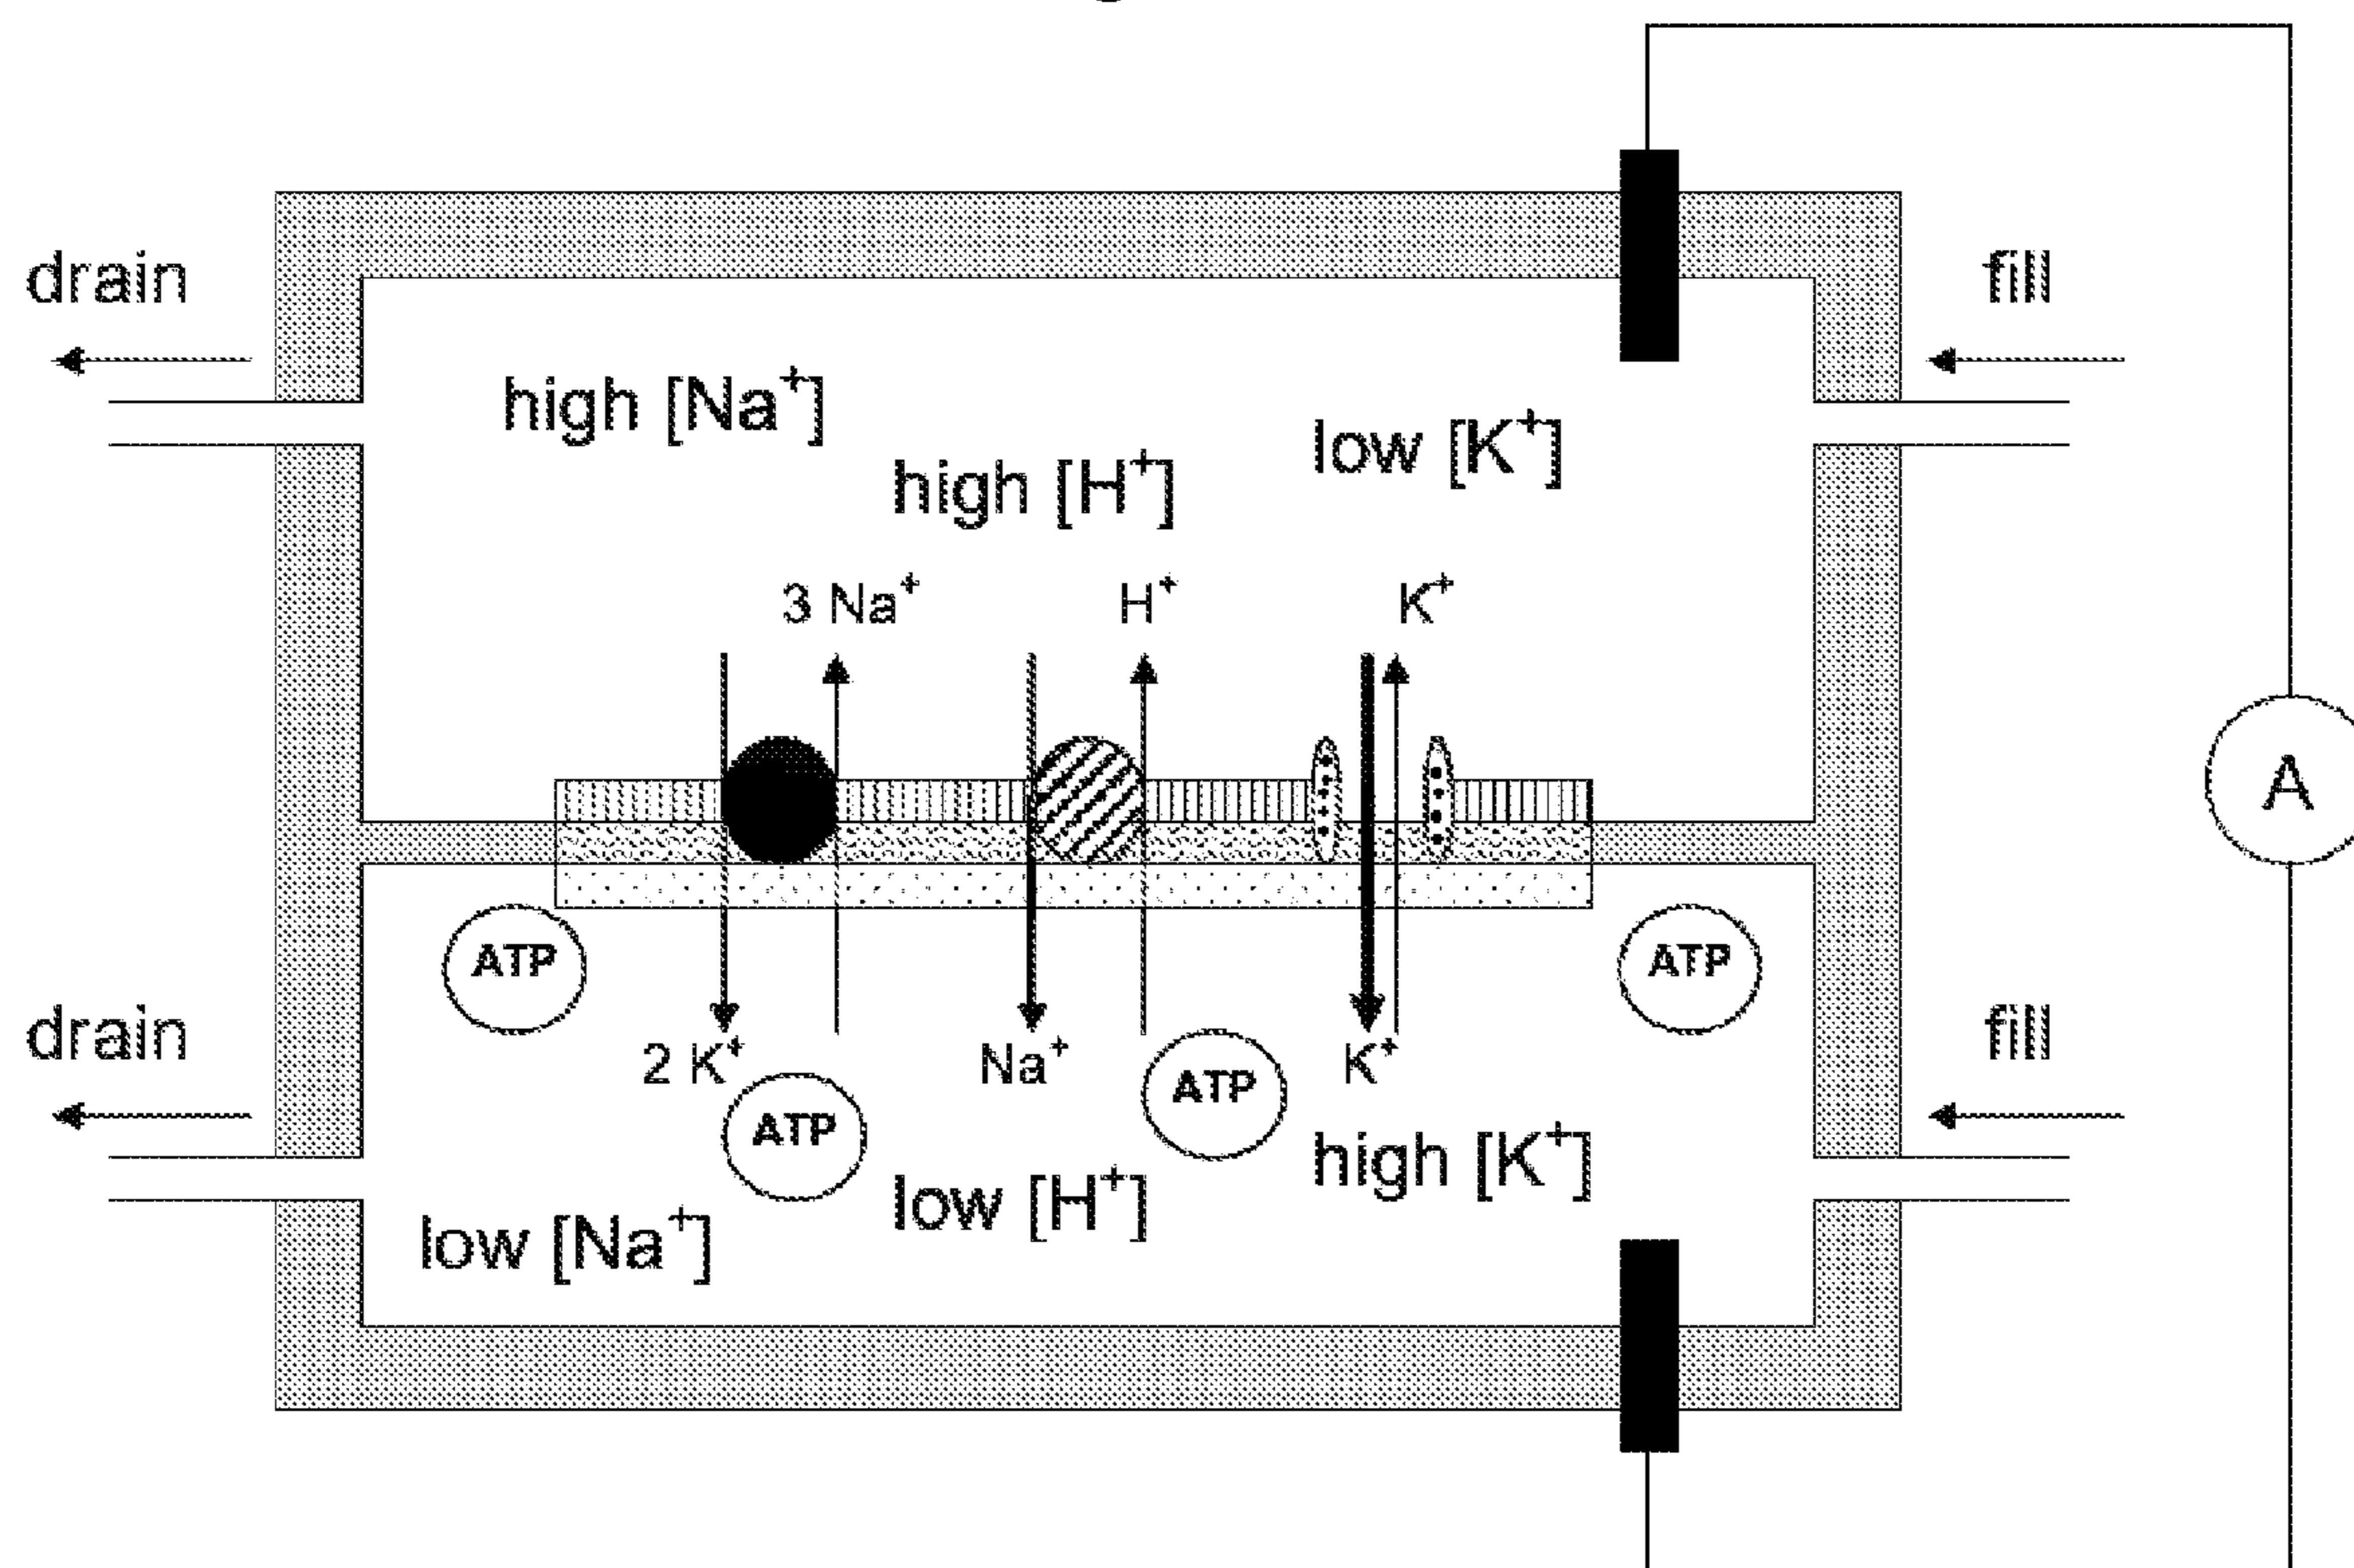 drain
fill
high [Na⁺]
low [K⁺]
high [H⁺]
3 Na⁺
H⁺
K⁺
A
ATP
ATP
drain
fill
2 K⁺
Na⁺
K⁺
ATP
ATP
high [K⁺]
low [H⁺]
low [Na⁺]